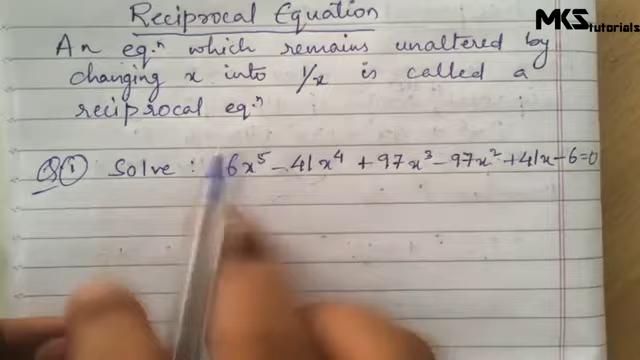 Reciprocal Equation
MKS tutorials
An eq.ⁿ which remains unaltered by
changing x into 1/x is called a
reciprocal eq.ⁿ
Q① Solve : 6x⁵ - 41x⁴ + 97x³ - 97x² + 41x - 6 = 0